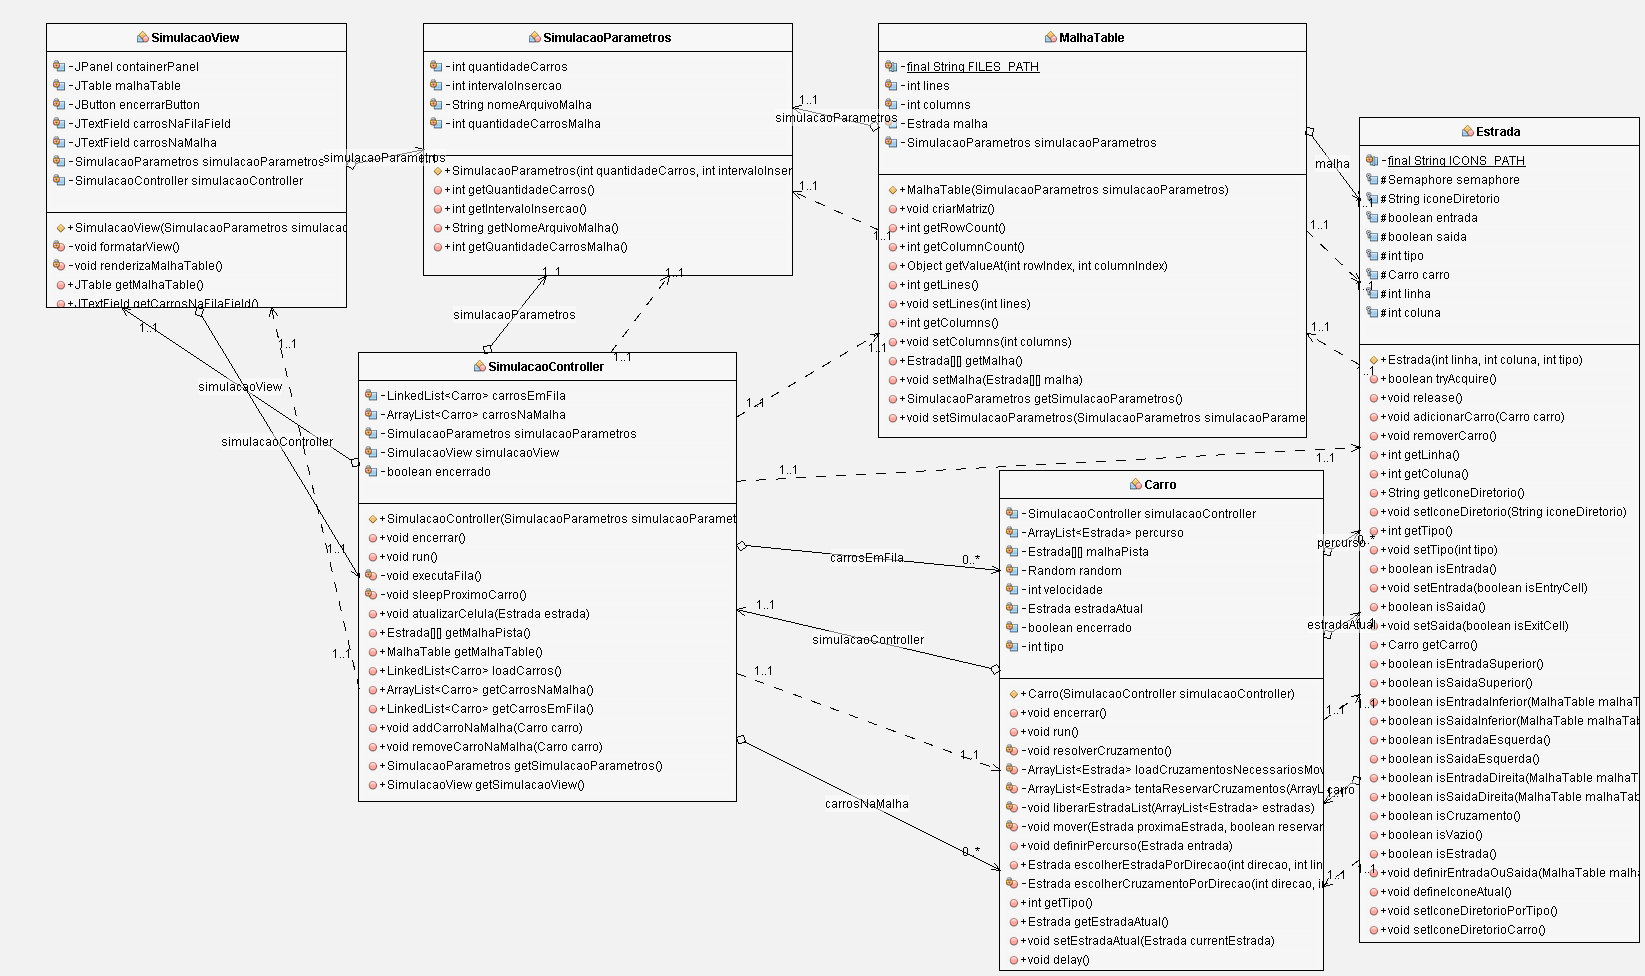 SimulacaoView
-JPanel containerPanel
-JTable malhaTable
-JButton encerrarButton
-JTextField carrosNaFilaField
-JTextField carrosNaMalha
-SimulacaoParametros simulacaoParametros
-SimulacaoController simulacaoController
+SimulacaoView(SimulacaoParametros simulacac
-void formatarView()
-void renderizaMalhaTable()
+JTable getMalhaTable()
+JTextField getCarrosNaFilaField()
SimulacaoParametros
-int quantidadeCarros
-int intervaloInsercao
-String nomeArquivoMalha
-int quantidadeCarrosMalha
+SimulacaoParametros(int quantidadeCarros, int intervaloInser
+int getQuantidadeCarros()
+int getIntervaloInsercao()
+String getNomeArquivoMalha()
+int getQuantidadeCarrosMalha()
MalhaTable
-final String FILES_PATH
-int lines
-int columns
-Estrada malha
-SimulacaoParametros simulacaoParametros
+MalhaTable(SimulacaoParametros simulacaoParametros)
+void criarMatriz()
+int getRowCount()
+int getColumnCount()
+Object getValueAt(int rowIndex, int columnIndex)
+int getLines()
+void setLines(int lines)
+int getColumns()
+void setColumns(int columns)
+Estrada[][] getMalha()
+void setMalha(Estrada[][] malha)
+SimulacaoParametros getSimulacaoParametros()
+void setSimulacaoParametros(SimulacaoParametros simulacaoParame
Estrada
-final String ICONS_PATH
#Semaphore semaphore
#String iconeDiretorio
#boolean entrada
#boolean saida
#int tipo
#Carro carro
#int linha
#int coluna
+Estrada(int linha, int coluna, int tipo)
+boolean tryAcquire()
+void release()
+void adicionarCarro(Carro carro)
+void removerCarro()
+int getLinha()
+int getColuna()
+String getIconeDiretorio()
+void setIconeDiretorio(String iconeDiretorio)
+int getTipo()
+void setTipo(int tipo)
+boolean isEntrada()
+void setEntrada(boolean isEntryCell)
+boolean isSaida()
+void setSaida(boolean isExitCell)
+Carro getCarro()
+boolean isEntradaSuperior()
+boolean isSaidaSuperior()
+boolean isEntradaInferior(MalhaTable malhaT
+boolean isSaidaInferior(MalhaTable malhaTab
+boolean isEntradaEsquerda()
+boolean isSaidaEsquerda()
+boolean isEntradaDireita(MalhaTable malhaT
+boolean isSaidaDireita(MalhaTable malhaTab
+boolean isCruzamento()
+boolean isVazio()
+boolean isEstrada()
+void definirEntradaOuSaida(MalhaTable malha
+void defineIconeAtual()
+void setIconeDiretorioPorTipo()
+void setIconeDiretorioCarro()
SimulacaoController
-LinkedList<Carro> carrosEmFila
-ArrayList<Carro> carrosNaMalha
-SimulacaoParametros simulacaoParametros
-SimulacaoView simulacaoView
-boolean encerrado
+SimulacaoController(SimulacaoParametros simulacaoParamet
+void encerrar()
+void run()
-void executaFila()
-void sleepProximoCarro()
+void atualizarCelula(Estrada estrada)
+Estrada[][] getMalhaPista()
+MalhaTable getMalhaTable()
+LinkedList<Carro> loadCarros()
+ArrayList<Carro> getCarrosNaMalha()
+LinkedList<Carro> getCarrosEmFila()
+void addCarroNaMalha(Carro carro)
+void removeCarroNaMalha(Carro carro)
+SimulacaoParametros getSimulacaoParametros()
+SimulacaoView getSimulacaoView()
Carro
-SimulacaoController simulacaoController
-ArrayList<Estrada> percurso
-Estrada[][] malhaPista
-Random random
-int velocidade
-Estrada estradaAtual
-boolean encerrado
-int tipo
+Carro(SimulacaoController simulacaoController)
+void encerrar()
+void run()
-void resolverCruzamento()
-ArrayList<Estrada> loadCruzamentosNecessariosMov
-ArrayList<Estrada> tentaReservarCruzamentos(ArrayL
-void liberarEstradaList(ArrayList<Estrada> estradas)
-void mover(Estrada proximaEstrada, boolean reservar
+void definirPercurso(Estrada entrada)
+Estrada escolherEstradaPorDirecao(int direcao, int lin
-Estrada escolherCruzamentoPorDirecao(int direcao, i
+int getTipo()
+Estrada getEstradaAtual()
+void setEstradaAtual(Estrada currentEstrada)
+void delay()
simulacaoParametros
1..1
simulacaoParametros
malha
1..1
1..1
1..1
1..1
1..1
1..1
1..1
simulacaoParametros
1..1
1..1
1..1
simulacaoView
simulacaoController
1..1
1..1
1..1
1..1
1..1
1..1
1..1
carrosEmFila
0..*
1..1
simulacaoController
1..1
1..1
carrosNaMalha
0..*
percurso
0..*
estradaAtual
1..1
1..1
carro
1..1
1..1